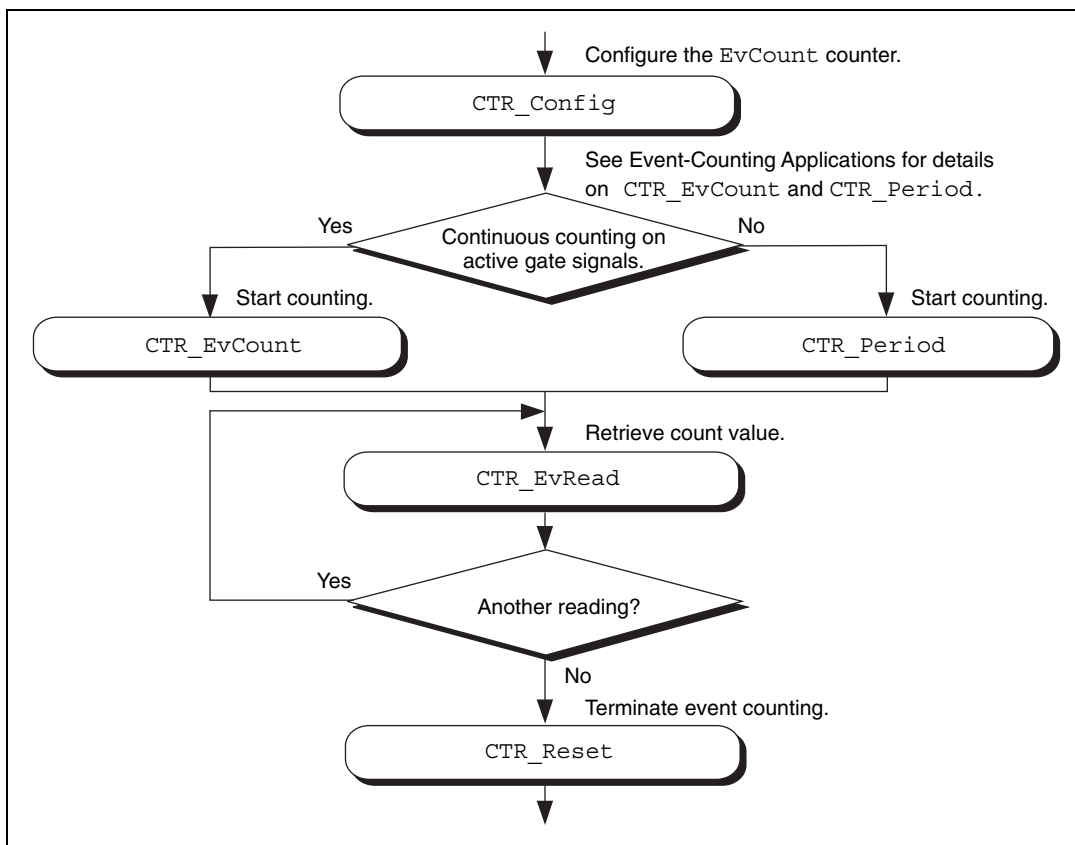 Configure the EvCount counter.
CTR_Config
See Event-Counting Applications for details
on CTR_EvCount and CTR_Period.
Yes
No
Continuous counting on
active gate signals.
Start counting.
Start counting.
CTR_EvCount
CTR_Period
Retrieve count value.
CTR_EvRead
Yes
Another reading?
No
Terminate event counting.
CTR_Reset